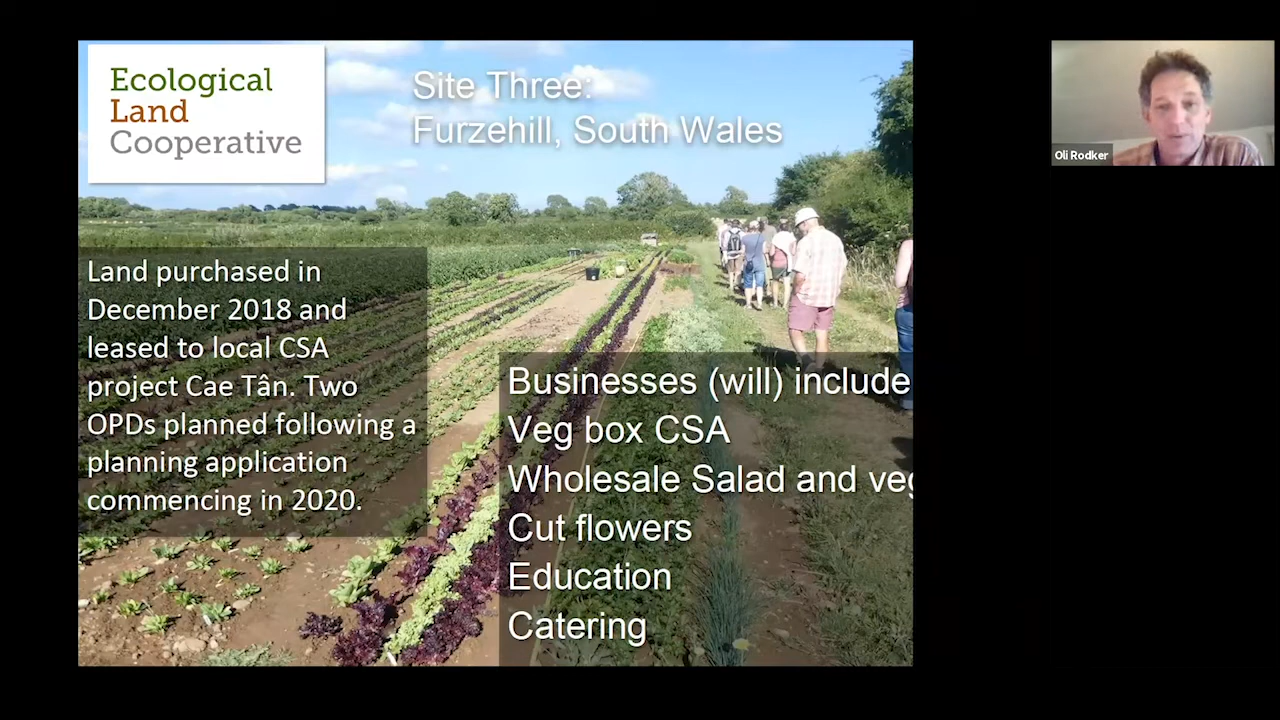 Ecological
Land
Cooperative
Site Three:
Furzehill, South Wales
Oli Rodker
Land purchased in
December 2018 and
leased to local CSA
project Cae Tân. Two
OPDs planned following a
planning application
commencing in 2020.
Businesses (will) include
Veg box CSA
Wholesale Salad and veg
Cut flowers
Education
Catering